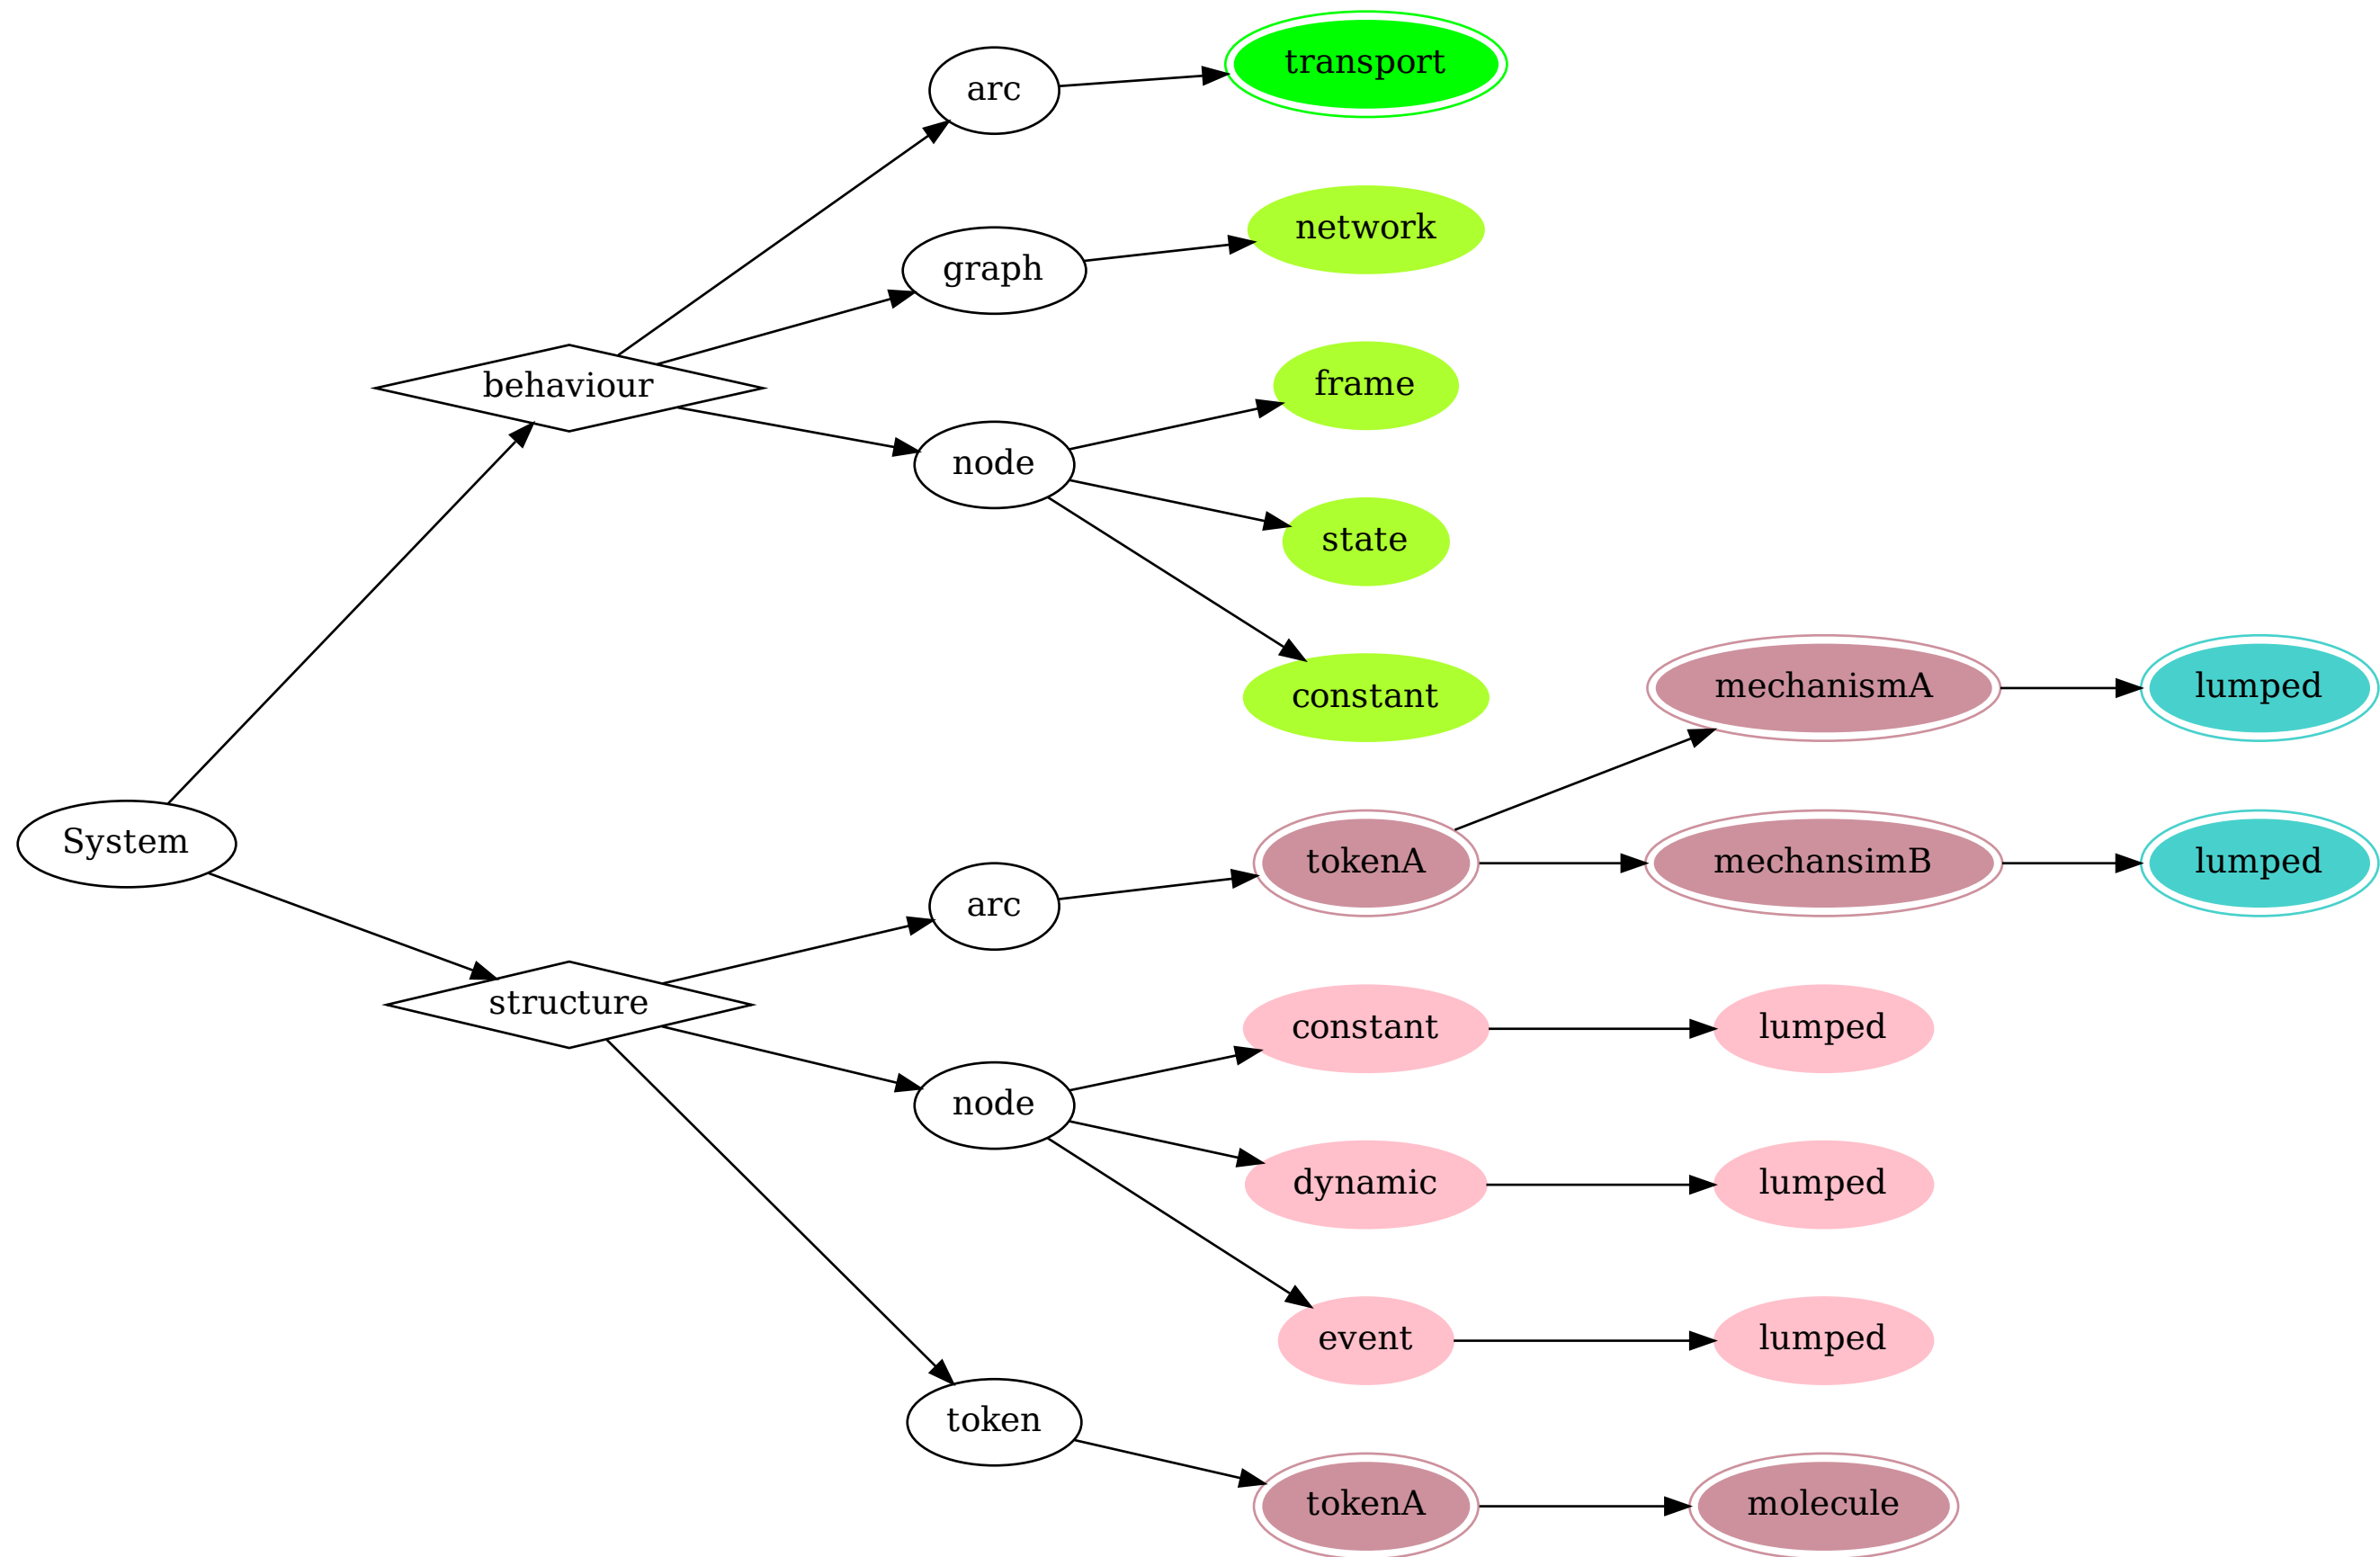 transport
arc
network
graph
frame
behaviour
node
state
constant
mechanismA
lumped
System
tokenA
mechansimB
lumped
arc
structure
constant
lumped
node
dynamic
lumped
event
lumped
token
tokenA
molecule